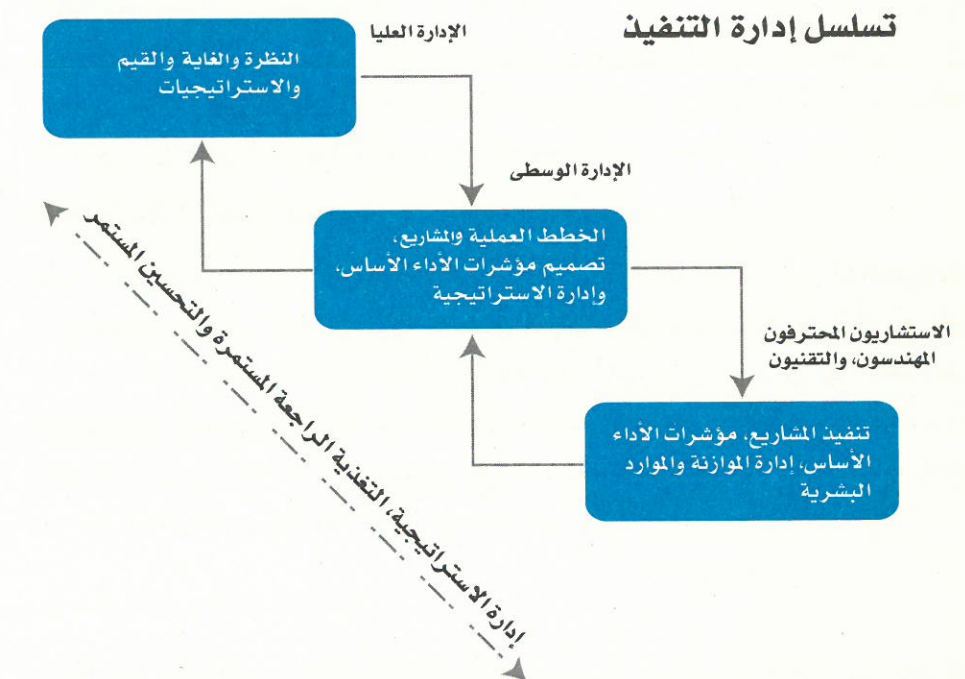 تسلسل إدارة التنفيذ
الإدارة العليا
النظرة والغاية والقيم
والاستراتيجيات
الإدارة الوسطى
الخطط العملية والمشاريع،
تصميم مؤشرات الأداء الأساس،
وإدارة الاستراتيجية
الاستشاريون المحترفون
المهندسون، والتقنيون
تنفيذ المشاريع، مؤشرات الأداء
الأساس، إدارة الموازنة والموارد
البشرية
إدارة الاستراتيجية، التغذية الراجعة المستمرة والتحسين المستمر